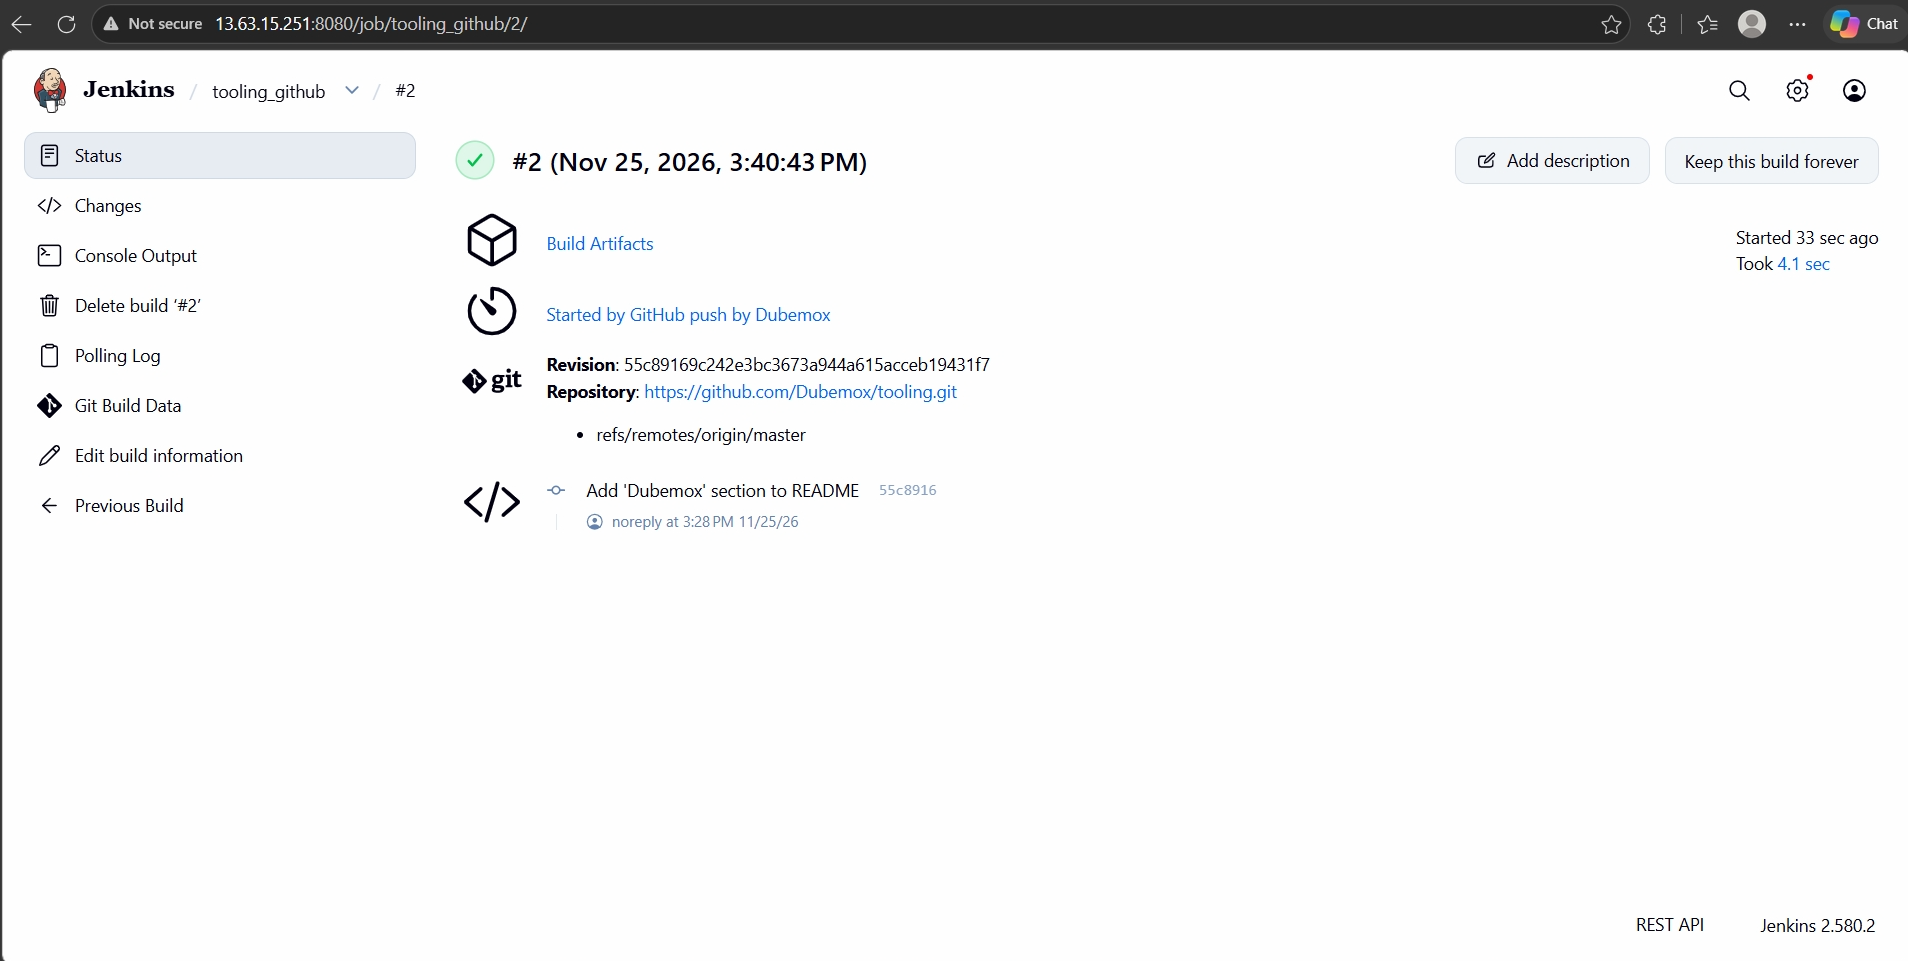 Not secure 13.63.15.251:8080/job/tooling_github/2/
Chat
Jenkins / tooling_github / #2
Status
Changes
Console Output
Delete build ‘#2’
Polling Log
Git Build Data
Edit build information
Previous Build
#2 (Nov 25, 2026, 3:40:43 PM)
Add description
Keep this build forever
Build Artifacts
Started 33 sec ago
Took 4.1 sec
Started by GitHub push by Dubemox
git
Revision: 55c89169c242e3bc3673a944a615acceb19431f7
Repository: https://github.com/Dubemox/tooling.git
• refs/remotes/origin/master
Add 'Dubemox' section to README 55c8916
noreply at 3:28 PM 11/25/26
REST API
Jenkins 2.580.2